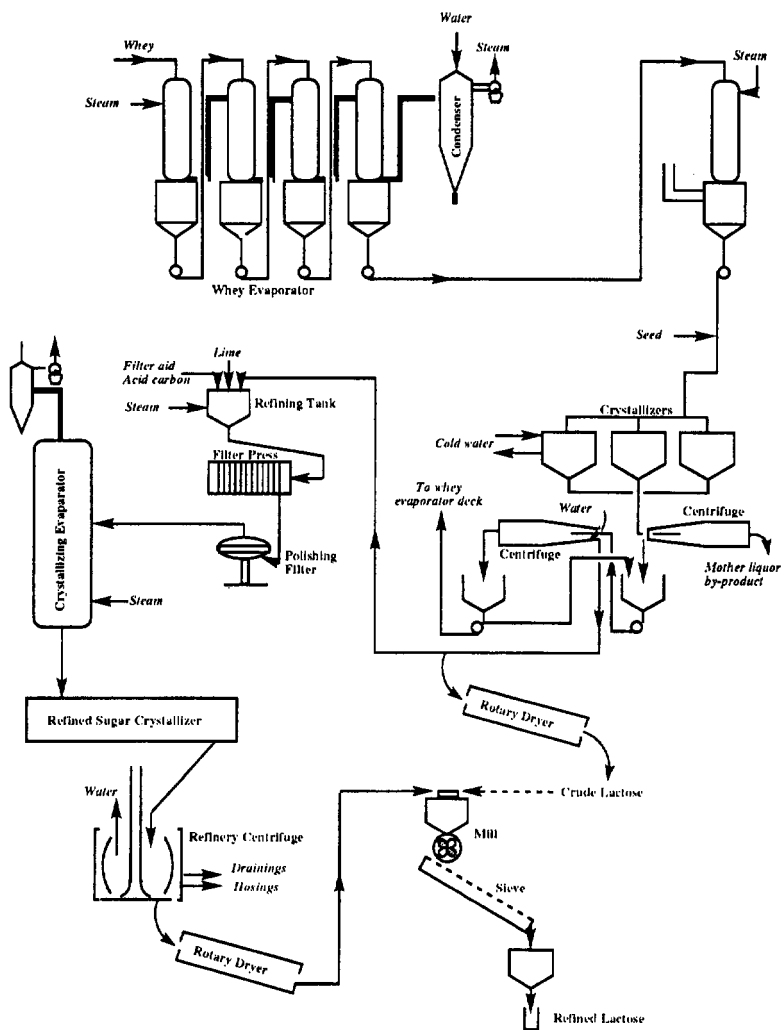 Water
Whey
Steam
Steam
Steam
Condenser
Whey Evaporator
Seed
Lime
Filter aid
Acid carbon
Steam
Refining Tank
Crystallizers
Cold water
Filter Press
To whey
evaporator deck
Water
Centrifuge
Centrifuge
Mother liquor
by-product
Polishing
Filter
Crystallizing Evaparator
Steam
Rotary Dryer
Refined Sugar Crystallizer
Water
Crude Lactose
Mill
Refinery Centrifuge
Drainings
Hosings
Sieve
Rotary Dryer
Refined Lactose